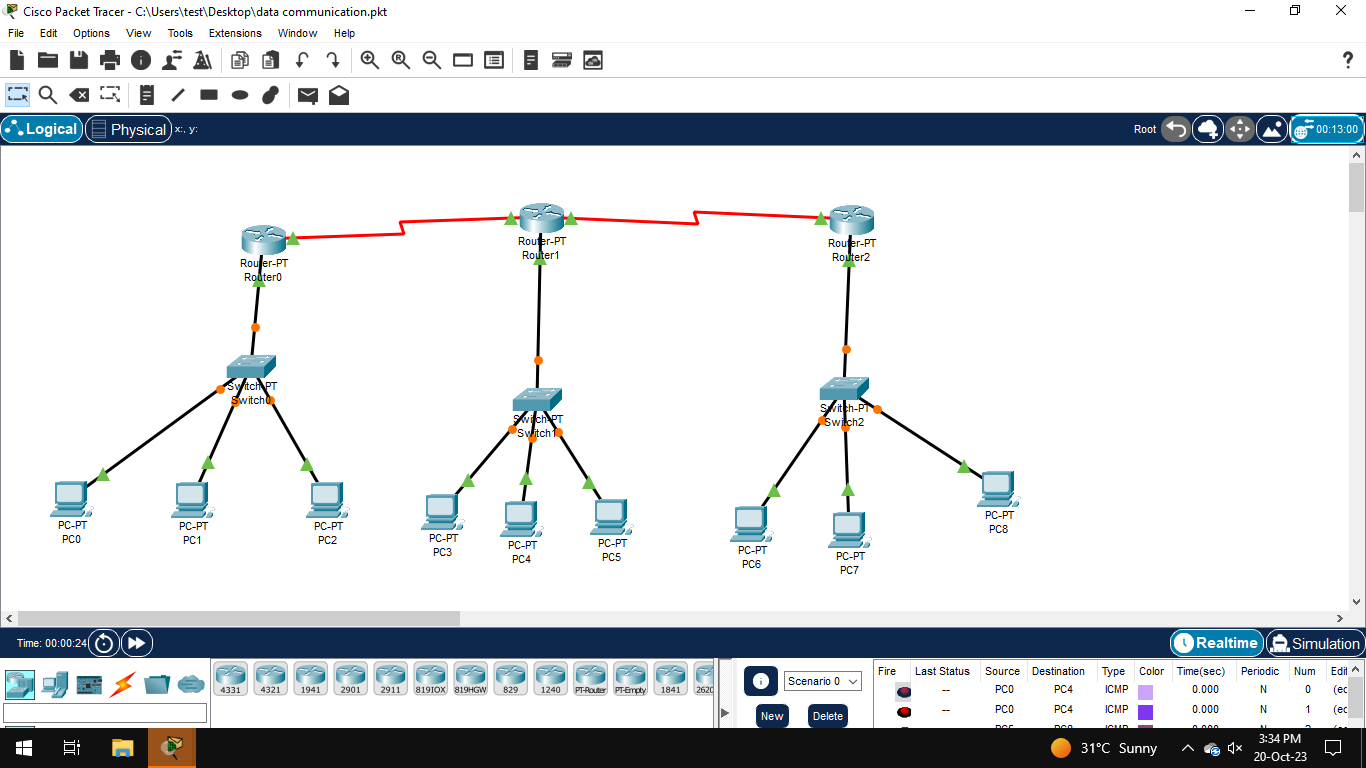 Cisco Packet Tracer - C:\Users\test\Desktop\data communication.pkt
File Edit Options View Tools Extensions Window Help
Logical Physical x:, y: Root 00:13:00
Router-PT
Router0
Router-PT
Router1
Router-PT
Router2
Switch-PT
Switch0
Switch-PT
Switch1
Switch-PT
Switch2
PC-PT
PC0
PC-PT
PC1
PC-PT
PC2
PC-PT
PC3
PC-PT
PC4
PC-PT
PC5
PC-PT
PC6
PC-PT
PC7
PC-PT
PC8
Time: 00:00:24 Realtime Simulation
4331 4321 1941 2901 2911 819IOX 819HGW 829 1240 PT-Router PT-Empty 1841 2620
Scenario 0
New Delete
Fire Last Status Source Destination Type Color Time(sec) Periodic Num Edit
-- PC0 PC4 ICMP 0.000 N 0 (ec
-- PC0 PC4 ICMP 0.000 N 1 (ec
31°C Sunny
3:34 PM
20-Oct-23